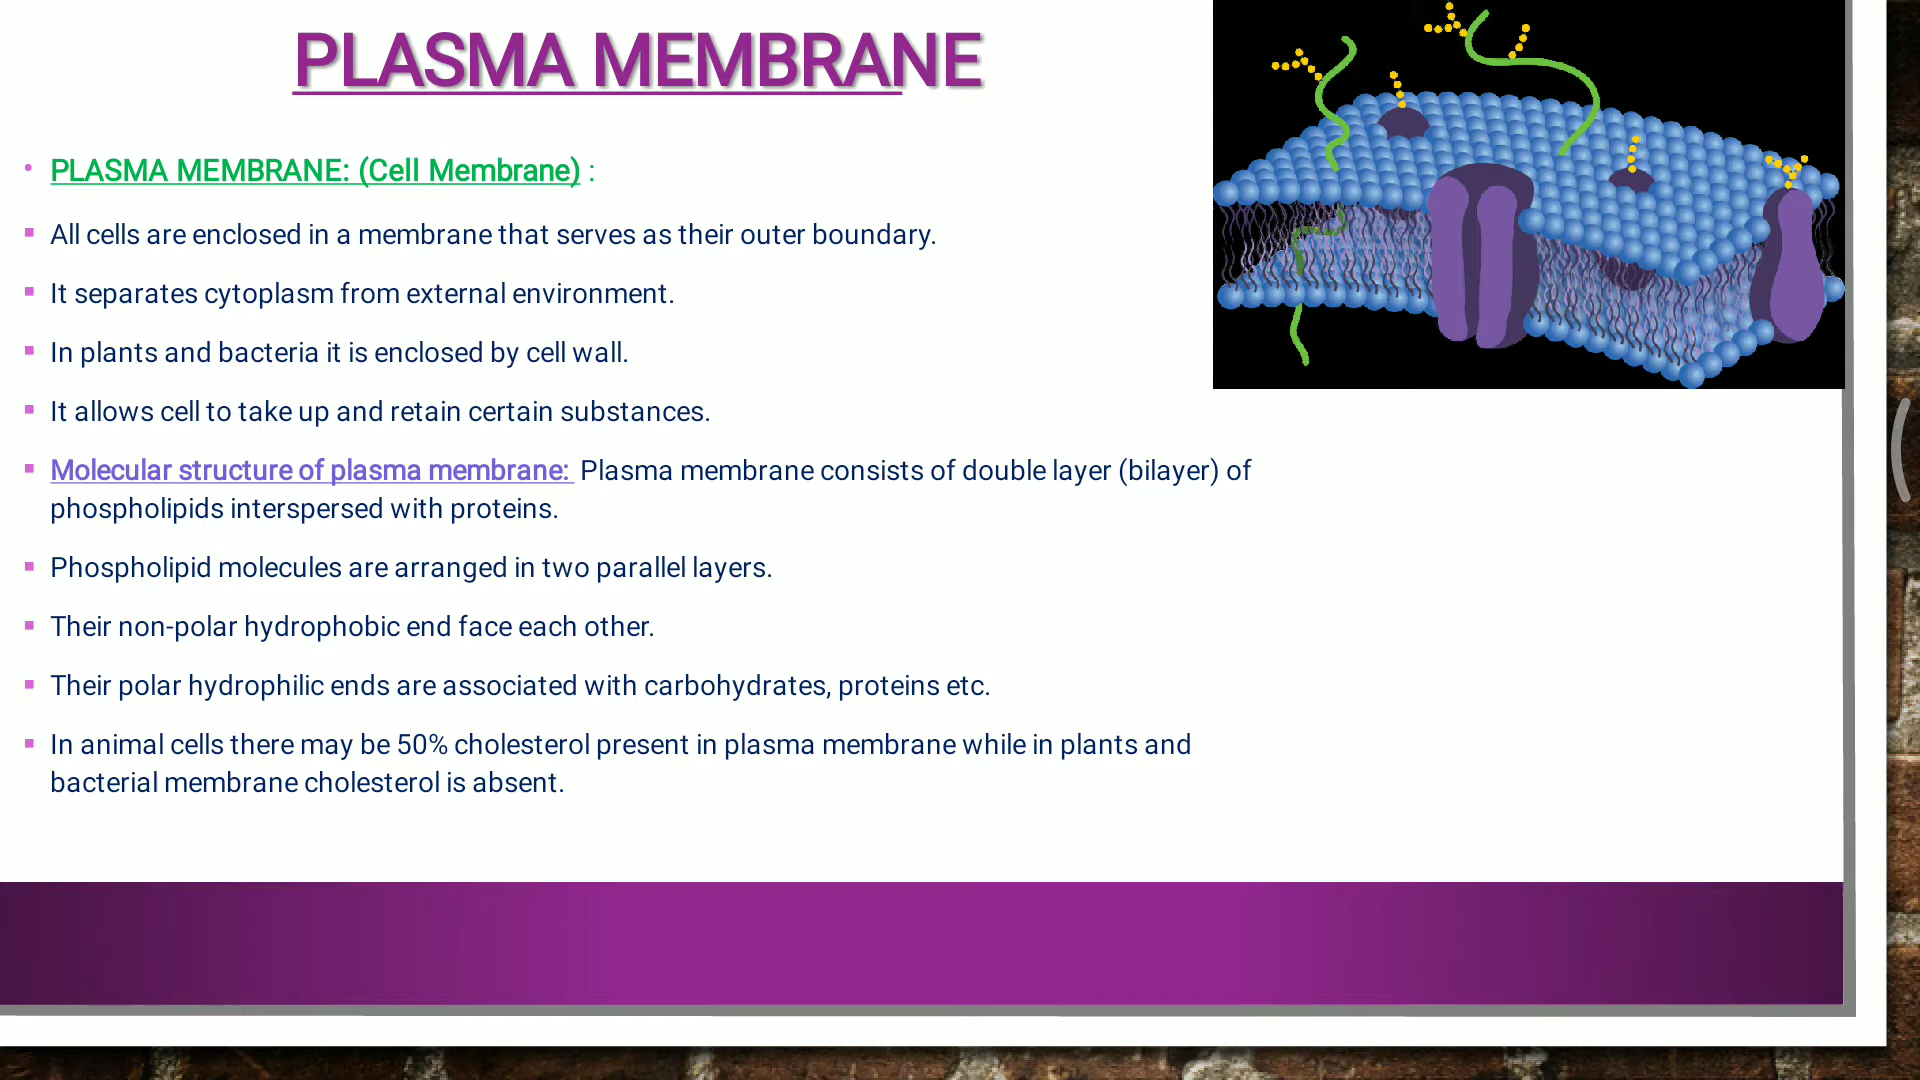 PLASMA MEMBRANE
• PLASMA MEMBRANE: (Cell Membrane) :
▪ All cells are enclosed in a membrane that serves as their outer boundary.
▪ It separates cytoplasm from external environment.
▪ In plants and bacteria it is enclosed by cell wall.
▪ It allows cell to take up and retain certain substances.
▪ Molecular structure of plasma membrane: Plasma membrane consists of double layer (bilayer) of
phospholipids interspersed with proteins.
▪ Phospholipid molecules are arranged in two parallel layers.
▪ Their non-polar hydrophobic end face each other.
▪ Their polar hydrophilic ends are associated with carbohydrates, proteins etc.
▪ In animal cells there may be 50% cholesterol present in plasma membrane while in plants and
bacterial membrane cholesterol is absent.